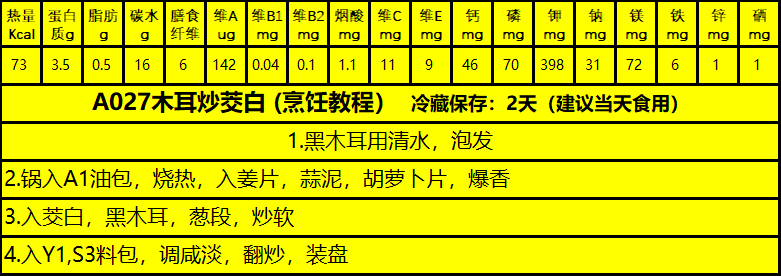 热量 蛋白 脂肪 碳水 膳食 维A 维B1 维B2 烟酸 维C 维E 钙 磷 钾 钠 镁 铁 锌 硒
Kcal 质g g g 纤维 ug mg mg mg mg mg mg mg mg mg mg mg mg mg
73 3.5 0.5 16 6 142 0.04 0.1 1.1 11 9 46 70 398 31 72 6 1 1
A027木耳炒茭白 (烹饪教程) 冷藏保存：2天（建议当天食用）
1.黑木耳用清水，泡发
2.锅入A1油包，烧热，入姜片，蒜泥，胡萝卜片，爆香
3.入茭白，黑木耳，葱段，炒软
4.入Y1,S3料包，调咸淡，翻炒，装盘